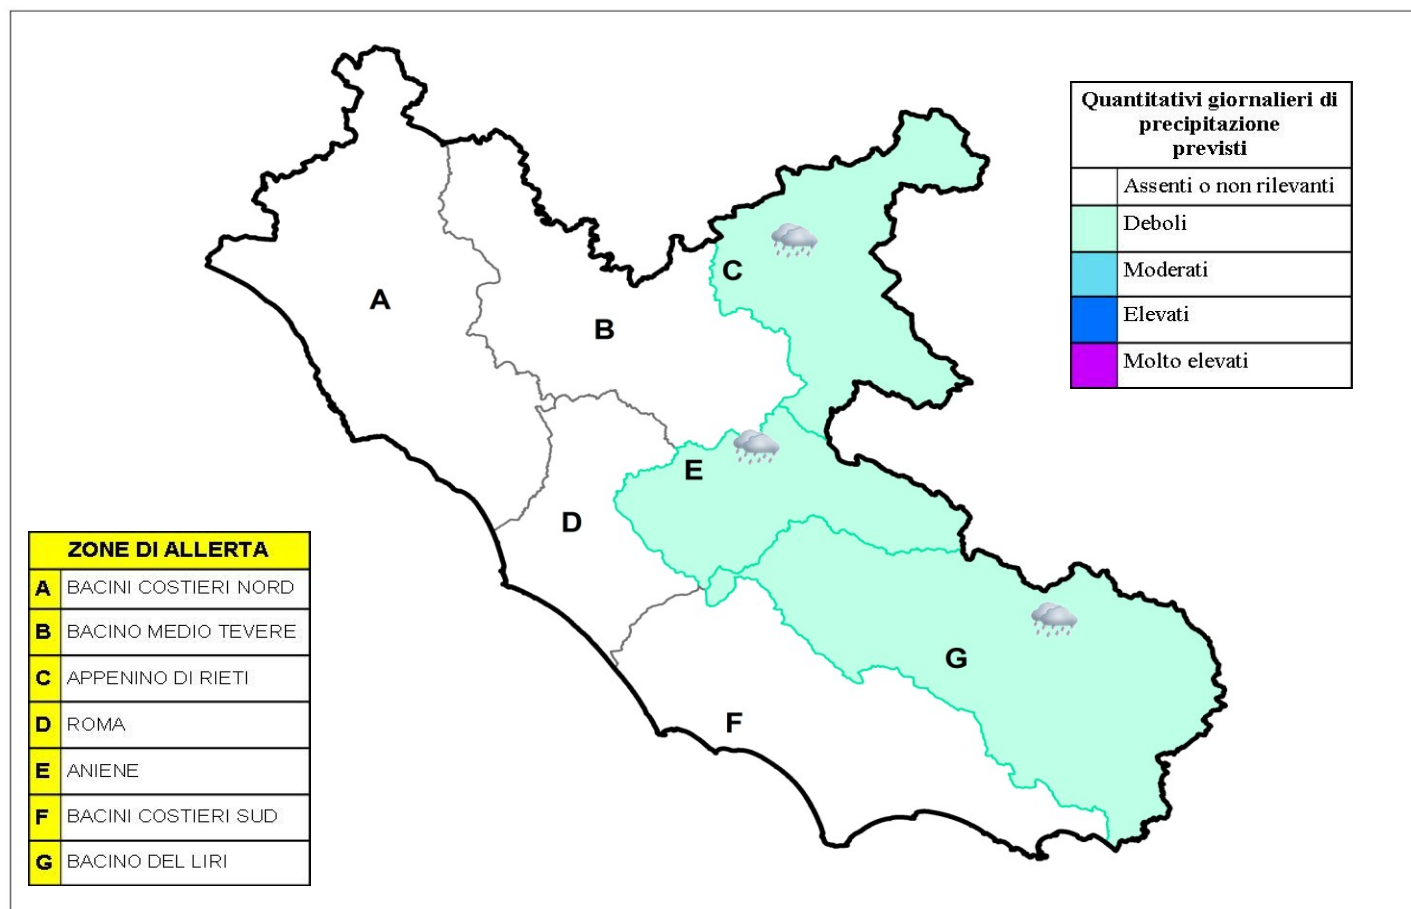 Quantitativi giornalieri di
precipitazione
previsti
Assenti o non rilevanti
Deboli
Moderati
Elevati
Molto elevati
A
B
C
D
E
F
G
ZONE DI ALLERTA
A BACINI COSTIERI NORD
B BACINO MEDIO TEVERE
C APPENINO DI RIETI
D ROMA
E ANIENE
F BACINI COSTIERI SUD
G BACINO DEL LIRI